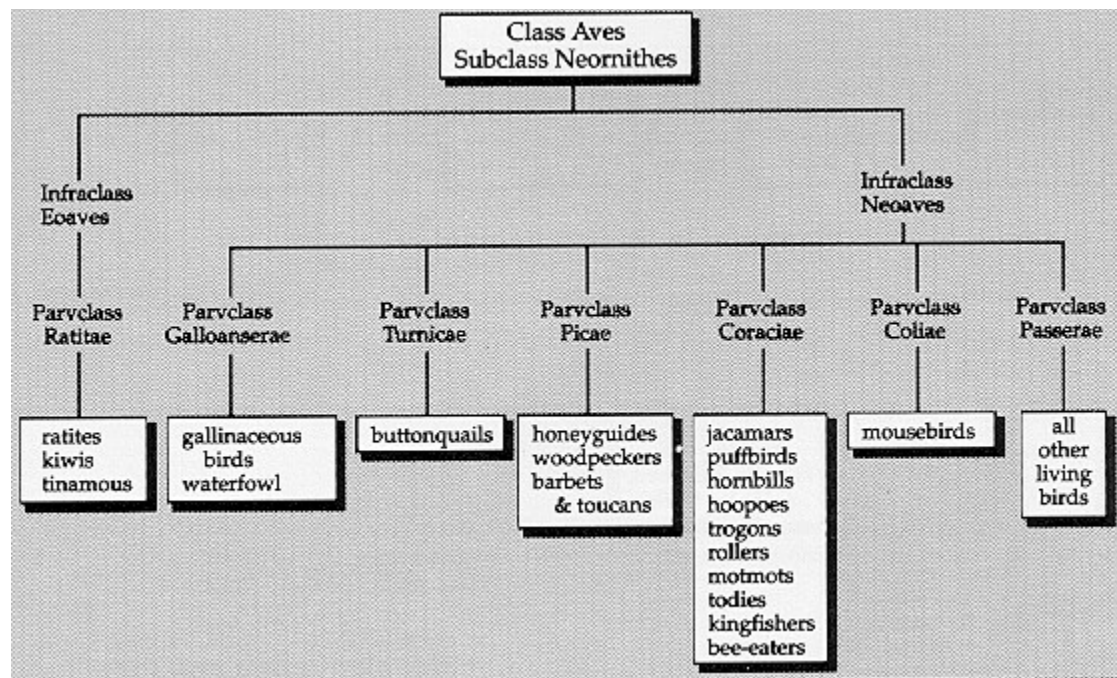 Class Aves
Subclass Neornithes
Infraclass
Eoaves
Infraclass
Neoaves
Parvclass
Ratitae
Parvclass
Galloanserae
Parvclass
Turnicae
Parvclass
Picae
Parvclass
Coraciae
Parvclass
Coliae
Parvclass
Passerae
ratites
kiwis
tinamous
gallinaceous
birds
waterfowl
buttonquails
honeyguides
woodpeckers
barbets
& toucans
jacamars
puffbirds
hornbills
hoopoes
trogons
rollers
motmots
todies
kingfishers
bee-eaters
mousebirds
all
other
living
birds